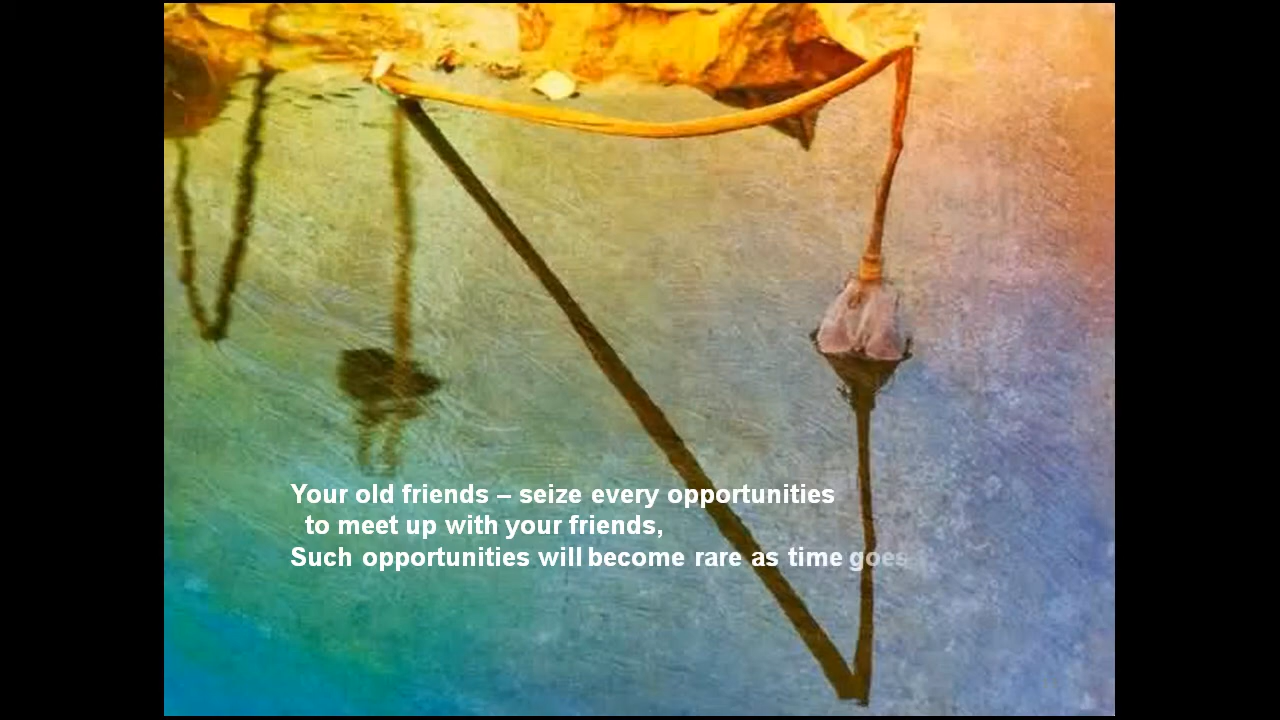 Your old friends – seize every opportunities
to meet up with your friends,
Such opportunities will become rare as time goes